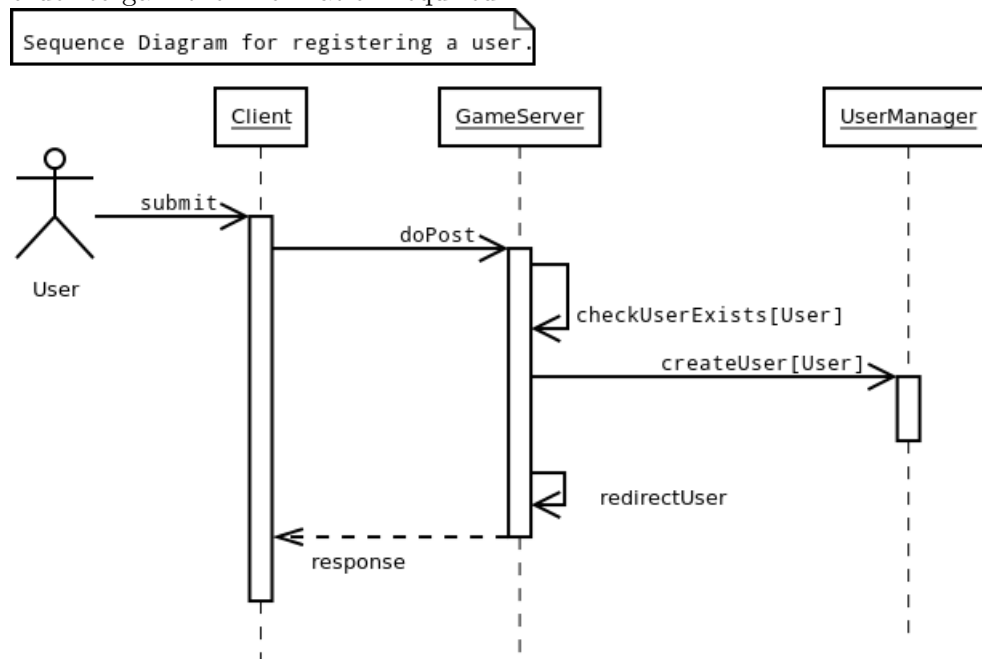 Sequence Diagram for registering a user.
Client
GameServer
UserManager
submit
doPost
User
checkUserExists[User]
createUser[User]
redirectUser
response